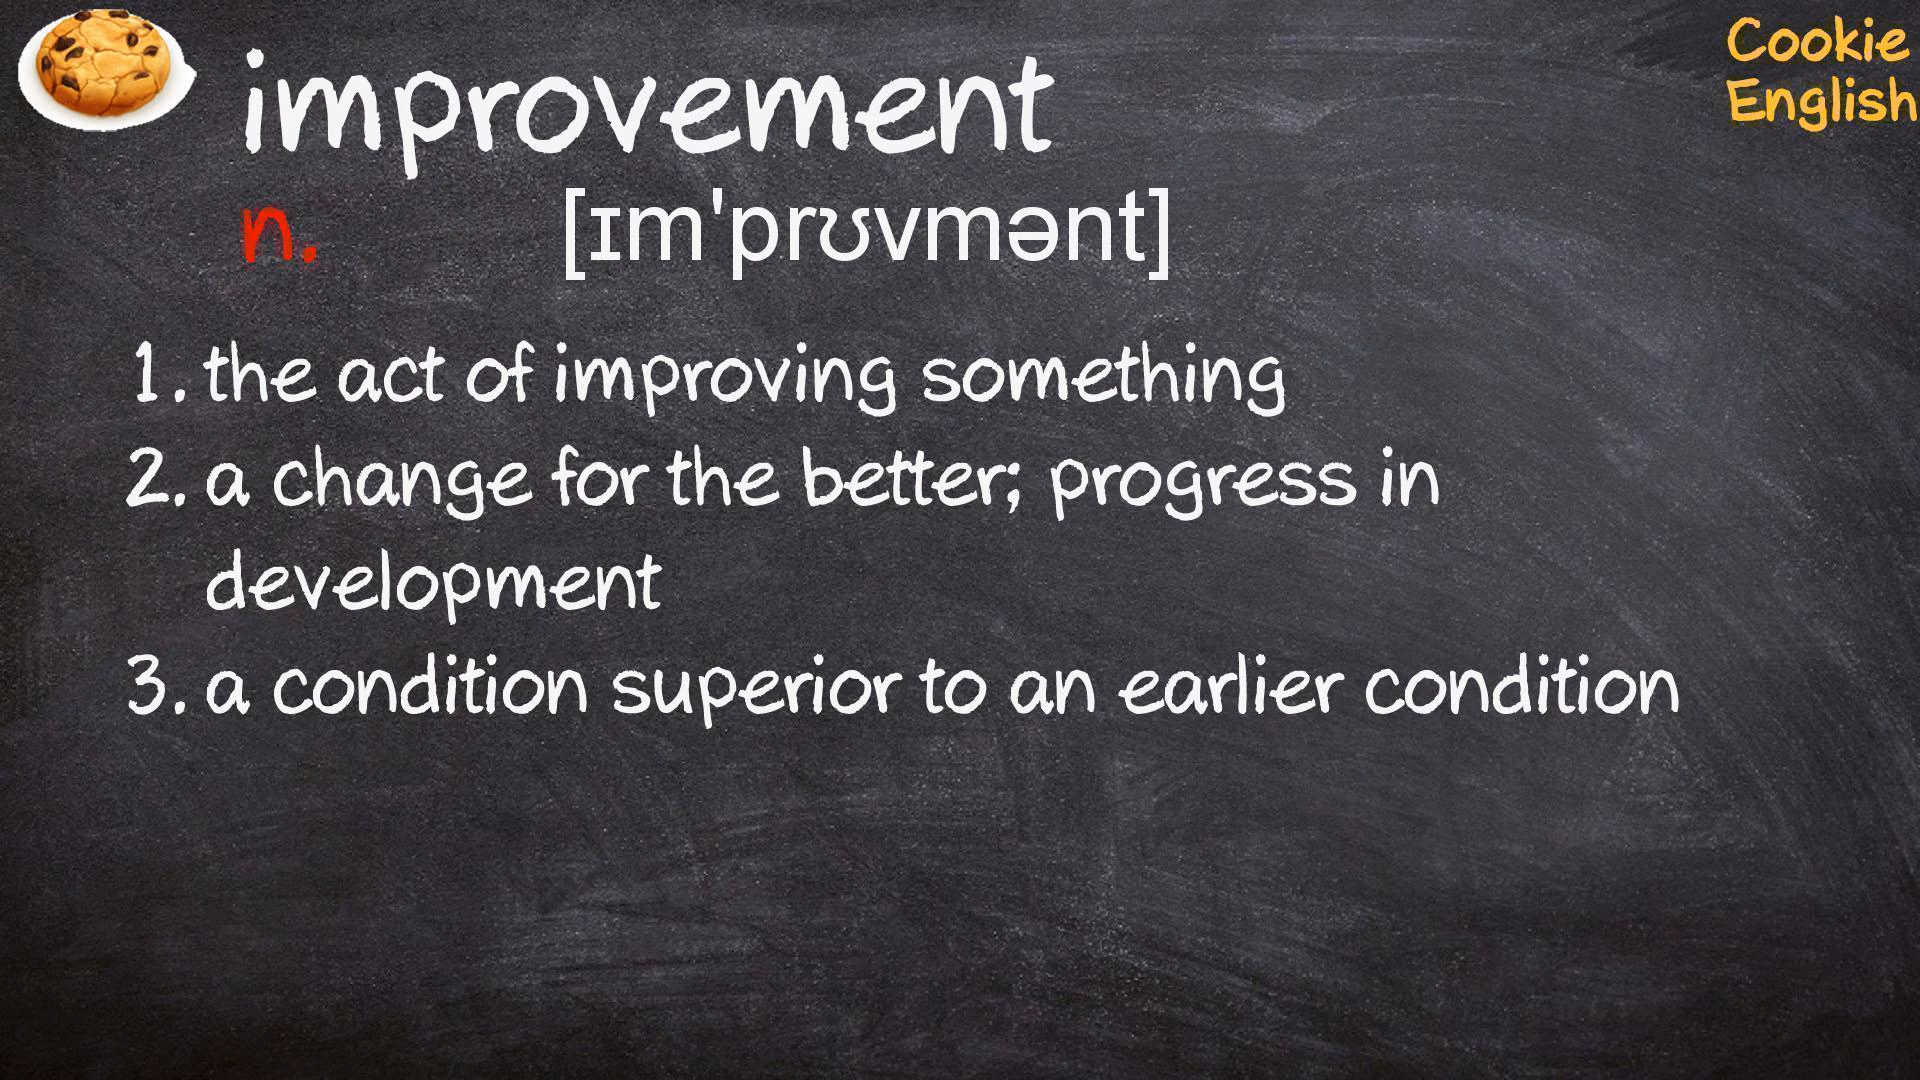 improvement
Cookie
English
n. [ɪm'prʊvmənt]
1. the act of improving something
2. a change for the better; progress in
development
3. a condition superior to an earlier condition